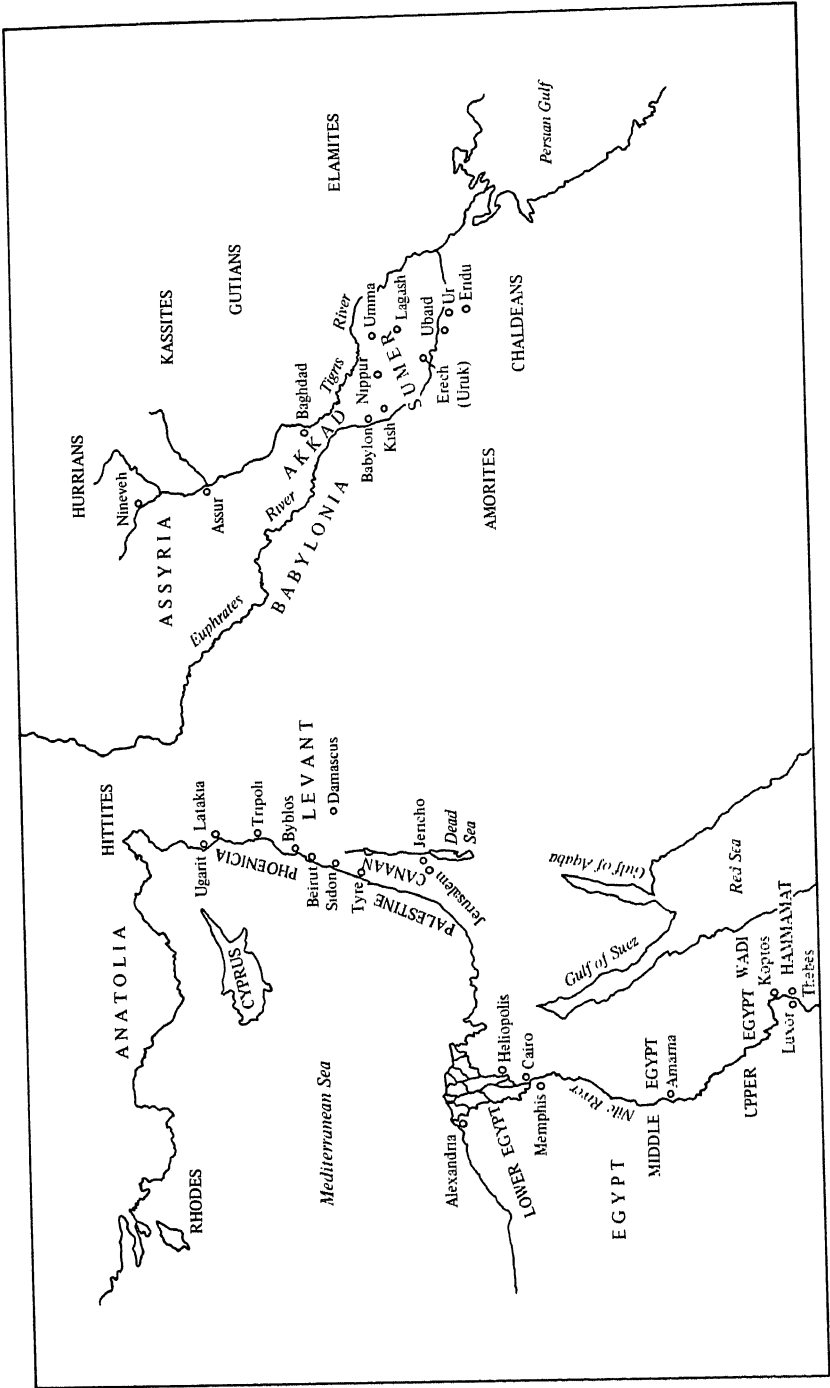 ANATOLIA
HITTITES
HURRIANS
Nineveh
KASSITES
ASSYRIA
Assur
GUTIANS
RHODES
CYPRUS
Ugarit
Latakia
Euphrates
River
Tripoli
PHOENICIA
Byblos
LEVANT
Beirut
Sidon
Damascus
Tyre
Baghdad
AKKAD
BABYLONIA
Tigris
River
ELAMITES
Mediterranean Sea
PALESTINE
CANAAN
Jericho
Jerusalem
Dead
Sea
Babylon
Kish
Nippur
Umma
SUMER
Lagash
Erech
(Uruk)
Ubaid
Ur
Eridu
AMORITES
CHALDEANS
Persian Gulf
Alexandria
Heliopolis
Cairo
LOWER EGYPT
Memphis
Gulf of Suez
Gulf of Aqaba
Nile River
EGYPT
MIDDLE EGYPT
Amarna
Red Sea
UPPER EGYPT
WADI
HAMMAMAT
Koptos
Luxor
Thebes